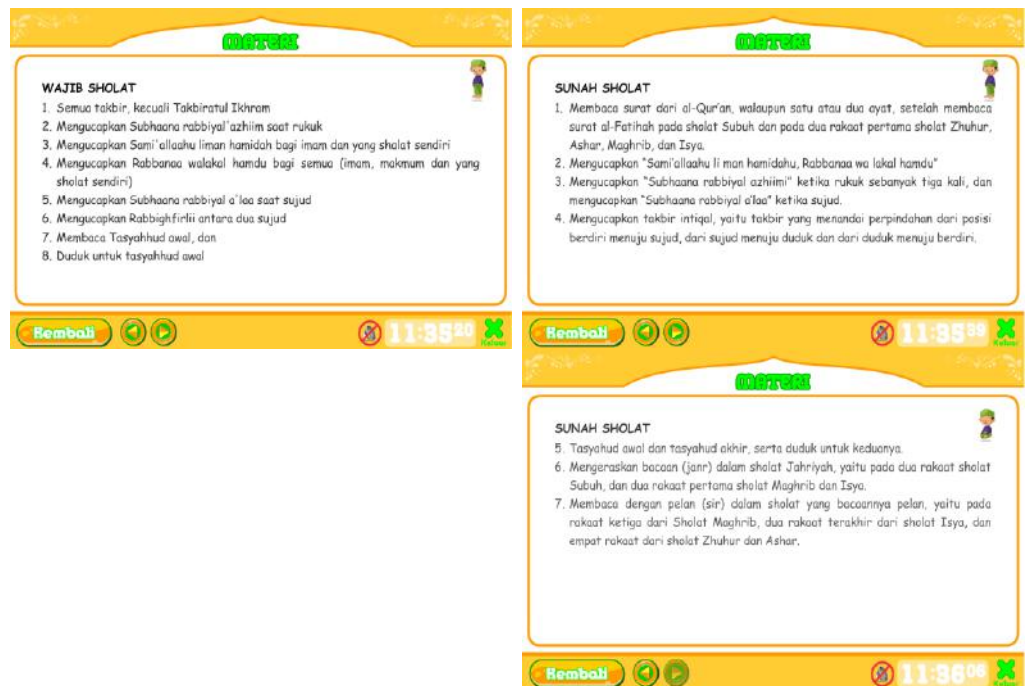 MATERI
WAJIB SHOLAT
1. Semua takbir, kecuali Takbiratul Ikhram
2. Mengucapkan Subhaana rabbiyal'azhiim saat rukuk
3. Mengucapkan Sami'allaahu liman hamidah bagi imam dan yang sholat sendiri
4. Mengucapkan Rabbanaa walakal hamdu bagi semua (imam, makmum dan yang
sholat sendiri)
5. Mengucapkan Subhaana rabbiyal a'laa saat sujud
6. Mengucapkan Rabbighfirlii antara dua sujud
7. Membaca Tasyahhud awal, dan
8. Duduk untuk tasyahhud awal
Kembali
11:35 20
Keluar
MATERI
SUNAH SHOLAT
1. Membaca surat dari al-Qur'an, walaupun satu atau dua ayat, setelah membaca
surat al-Fatihah pada sholat Subuh dan pada dua rakaat pertama sholat Zhuhur,
Ashar, Maghrib, dan Isya.
2. Mengucapkan "Sami'allaahu li man hamidahu, Rabbanaa wa lakal hamdu"
3. Mengucapkan "Subhaana rabbiyal azhiimi" ketika rukuk sebanyak tiga kali, dan
mengucapkan "Subhaana rabbiyal a'laa" ketika sujud.
4. Mengucapkan takbir intiqal, yaitu takbir yang menandai perpindahan dari posisi
berdiri menuju sujud, dari sujud menuju duduk dan dari duduk menuju berdiri.
Kembali
11:35 39
Keluar
MATERI
SUNAH SHOLAT
5. Tasyahud awal dan tasyahud akhir, serta duduk untuk keduanya.
6. Mengeraskan bacaan (janr) dalam sholat Jahriyah, yaitu pada dua rakaat sholat
Subuh, dan dua rakaat pertama sholat Maghrib dan Isya.
7. Membaca dengan pelan (sir) dalam sholat yang bacaannya pelan, yaitu pada
rakaat ketiga dari Sholat Maghrib, dua rakaat terakhir dari sholat Isya, dan
empat rakaat dari sholat Zhuhur dan Ashar.
Kembali
11:36 06
Keluar